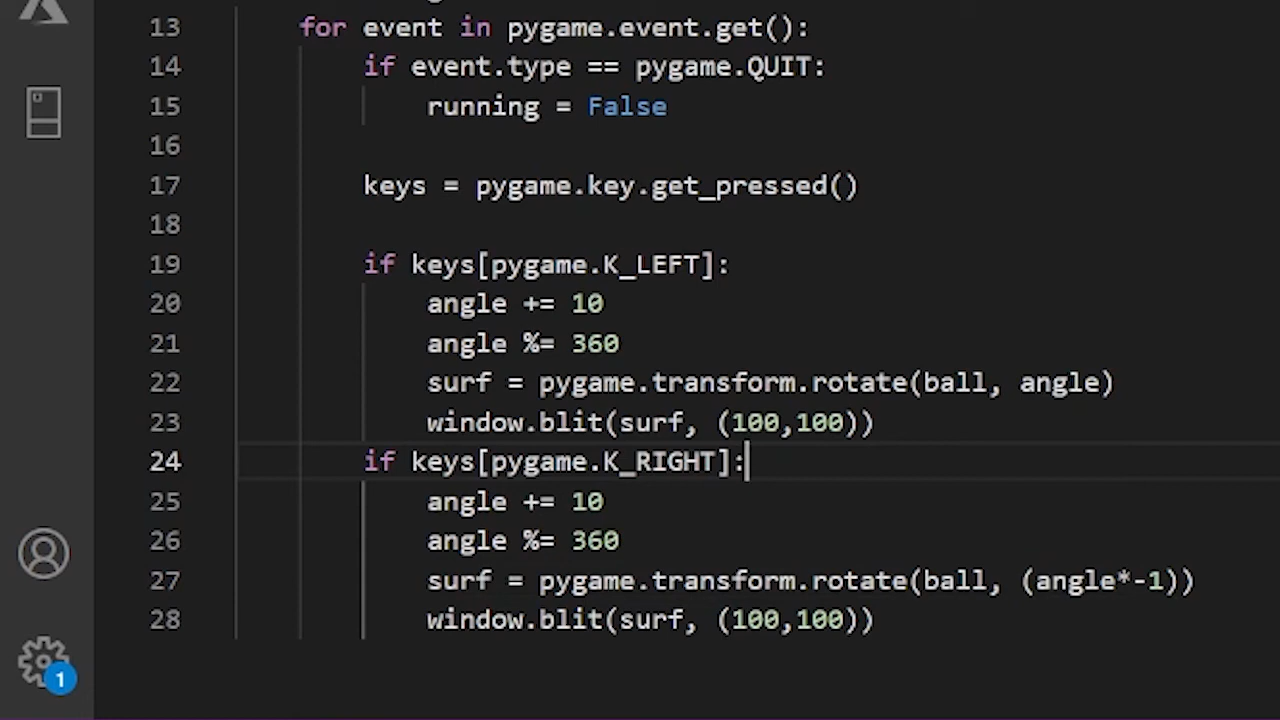 13 for event in pygame.event.get():
14 if event.type == pygame.QUIT:
15 running = False
16
17 keys = pygame.key.get_pressed()
18
19 if keys[pygame.K_LEFT]:
20 angle += 10
21 angle %= 360
22 surf = pygame.transform.rotate(ball, angle)
23 window.blit(surf, (100,100))
24 if keys[pygame.K_RIGHT]:
25 angle += 10
26 angle %= 360
27 surf = pygame.transform.rotate(ball, (angle*-1))
28 window.blit(surf, (100,100))
1